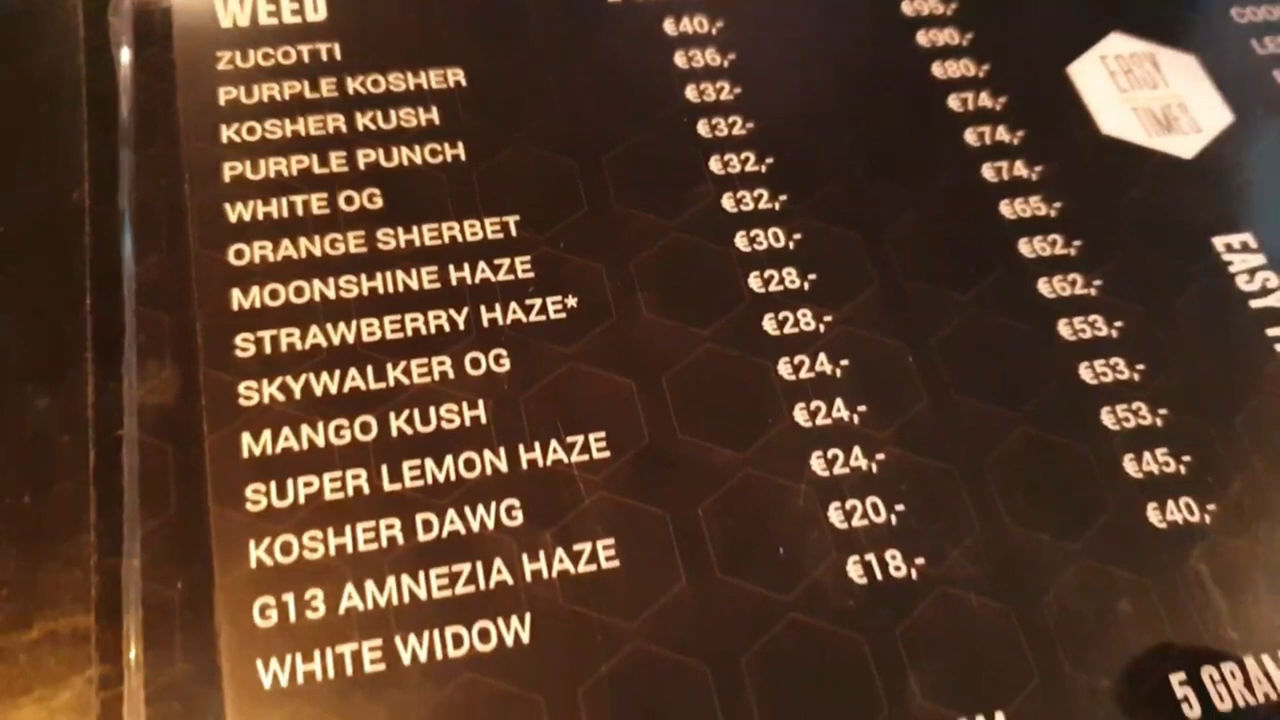 WEED
ZUCOTTI €40,- €95,-
PURPLE KOSHER €36,- €90,-
KOSHER KUSH €32- €80,-
PURPLE PUNCH €32- €74,-
WHITE OG €32,- €74,-
ORANGE SHERBET €32,- €74,-
MOONSHINE HAZE €30,- €65,-
STRAWBERRY HAZE* €28,- €62,-
SKYWALKER OG €28,- €62,-
MANGO KUSH €24,- €53,-
SUPER LEMON HAZE €24,- €53,-
KOSHER DAWG €24,- €53,-
G13 AMNEZIA HAZE €20,- €45,-
WHITE WIDOW €18,- €40,-
EASY
TIMES
EASY
5